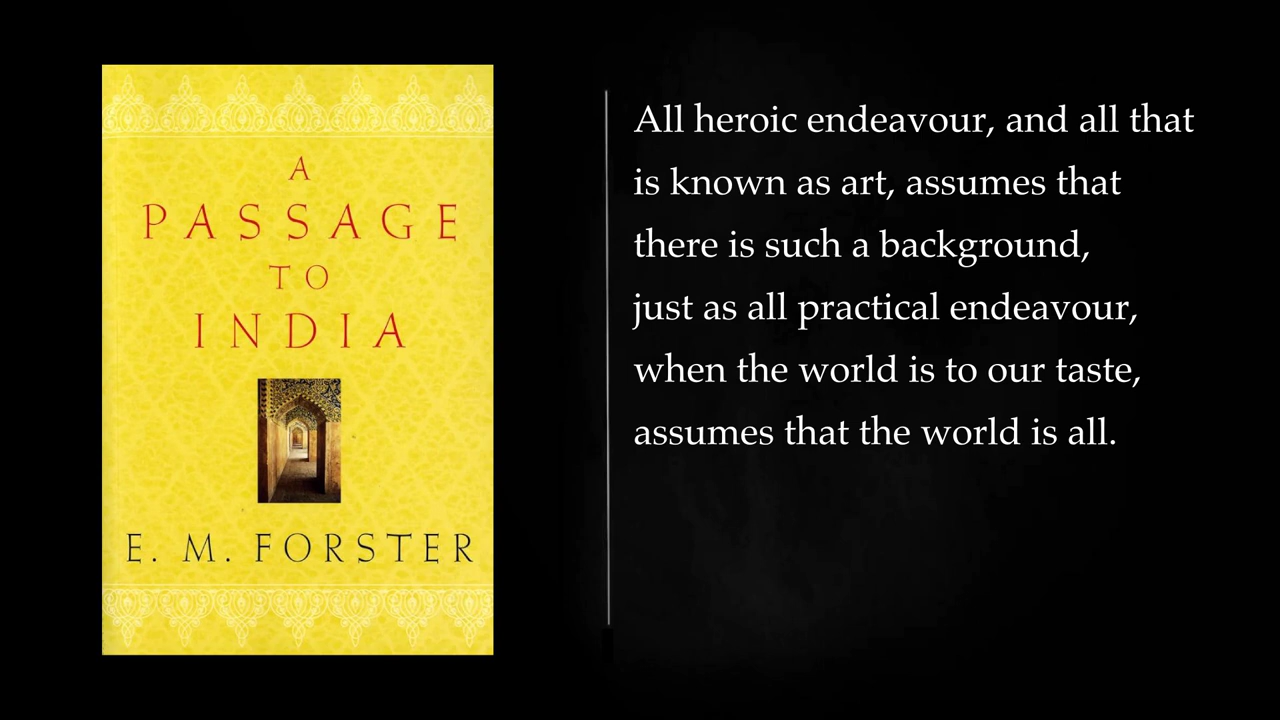 A
PASSAGE
TO
INDIA
E. M. FORSTER
All heroic endeavour, and all that
is known as art, assumes that
there is such a background,
just as all practical endeavour,
when the world is to our taste,
assumes that the world is all.